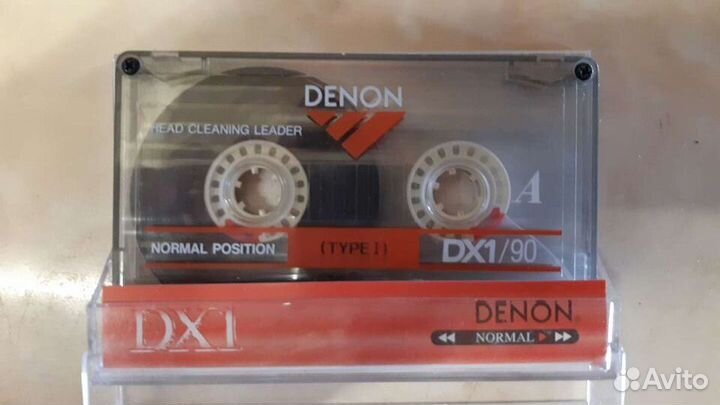 DENON
HEAD CLEANING LEADER
A
NORMAL POSITION (TYPE I) DX1/90
DX1 DENON
NORMAL
Avito